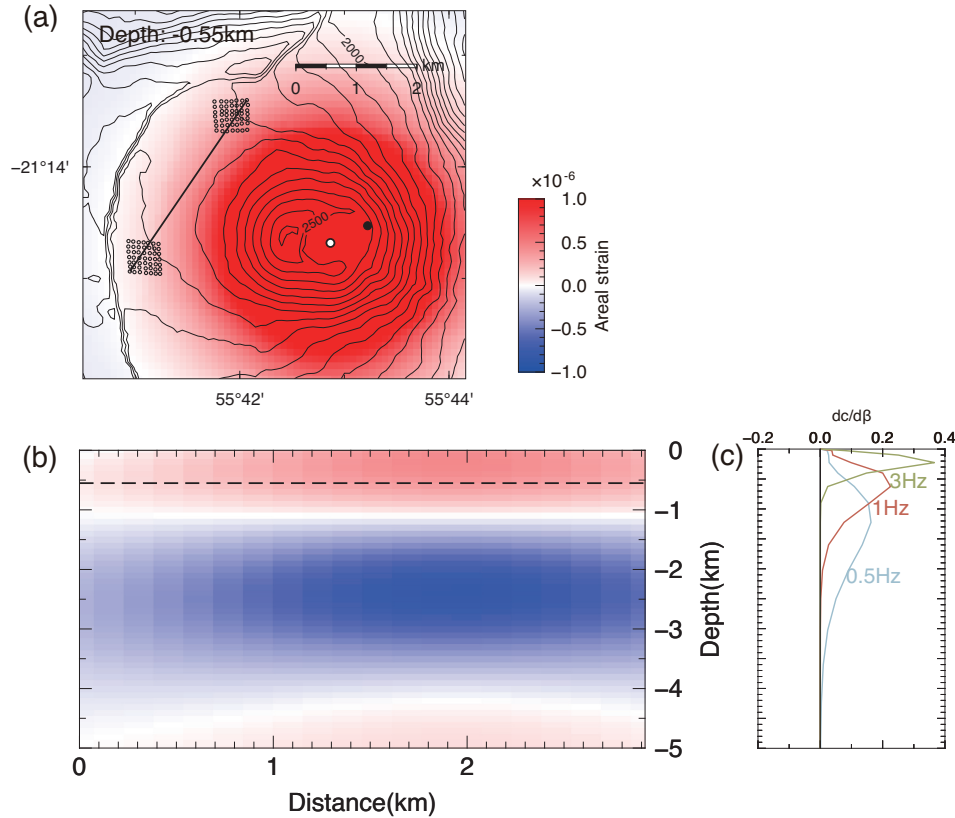 (a)
Depth: -0.55km
2000
km
0 1 2
−21°14'
2500
×10⁻⁶
1.0
0.5
0.0
−0.5
−1.0
Areal strain
55°42' 55°44'
(b)
0
−1
−2
−3
−4
−5
Depth(km)
0 1 2
Distance(km)
(c)
dc/dβ
−0.2 0.0 0.2 0.4
3Hz
1Hz
0.5Hz